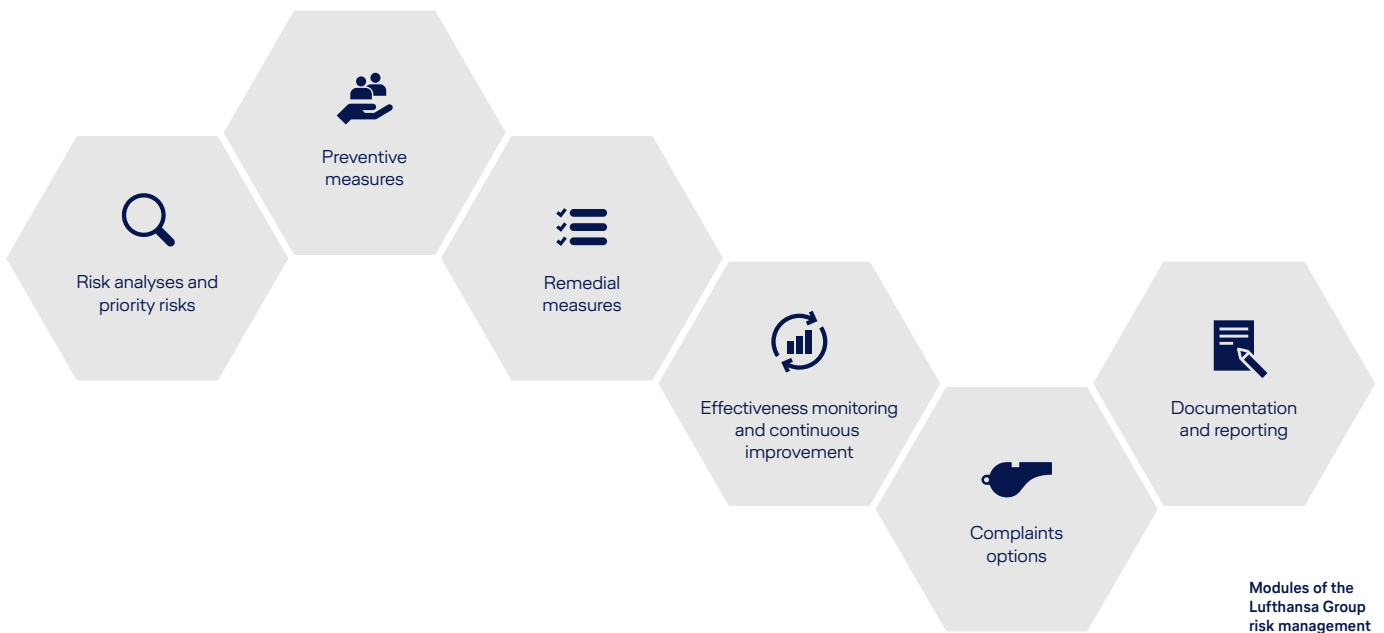 Preventive
measures
Risk analyses and
priority risks
Remedial
measures
Effectiveness monitoring
and continuous
improvement
Complaints
options
Documentation
and reporting
Modules of the
Lufthansa Group
risk management